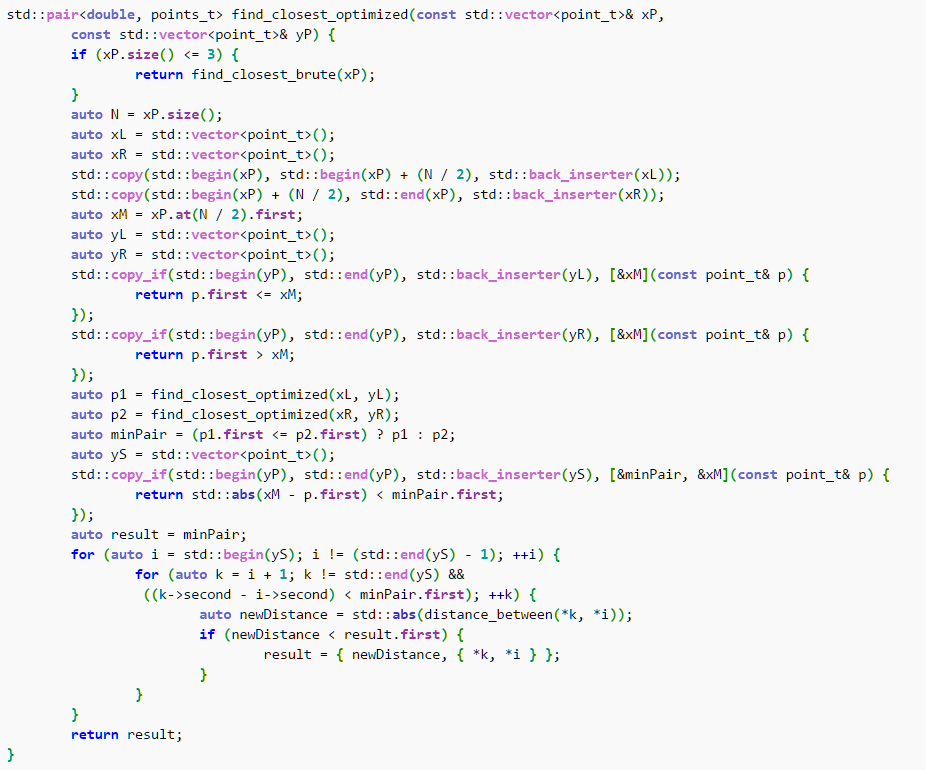 std::pair<double, points_t> find_closest_optimized(const std::vector<point_t>& xP,
        const std::vector<point_t>& yP) {
        if (xP.size() <= 3) {
                return find_closest_brute(xP);
        }
        auto N = xP.size();
        auto xL = std::vector<point_t>();
        auto xR = std::vector<point_t>();
        std::copy(std::begin(xP), std::begin(xP) + (N / 2), std::back_inserter(xL));
        std::copy(std::begin(xP) + (N / 2), std::end(xP), std::back_inserter(xR));
        auto xM = xP.at(N / 2).first;
        auto yL = std::vector<point_t>();
        auto yR = std::vector<point_t>();
        std::copy_if(std::begin(yP), std::end(yP), std::back_inserter(yL), [&xM](const point_t& p) {
                return p.first <= xM;
        });
        std::copy_if(std::begin(yP), std::end(yP), std::back_inserter(yR), [&xM](const point_t& p) {
                return p.first > xM;
        });
        auto p1 = find_closest_optimized(xL, yL);
        auto p2 = find_closest_optimized(xR, yR);
        auto minPair = (p1.first <= p2.first) ? p1 : p2;
        auto yS = std::vector<point_t>();
        std::copy_if(std::begin(yP), std::end(yP), std::back_inserter(yS), [&minPair, &xM](const point_t& p) {
                return std::abs(xM - p.first) < minPair.first;
        });
        auto result = minPair;
        for (auto i = std::begin(yS); i != (std::end(yS) - 1); ++i) {
                for (auto k = i + 1; k != std::end(yS) &&
                 ((k->second - i->second) < minPair.first); ++k) {
                        auto newDistance = std::abs(distance_between(*k, *i));
                        if (newDistance < result.first) {
                                result = { newDistance, { *k, *i } };
                        }
                }
        }
        return result;
}